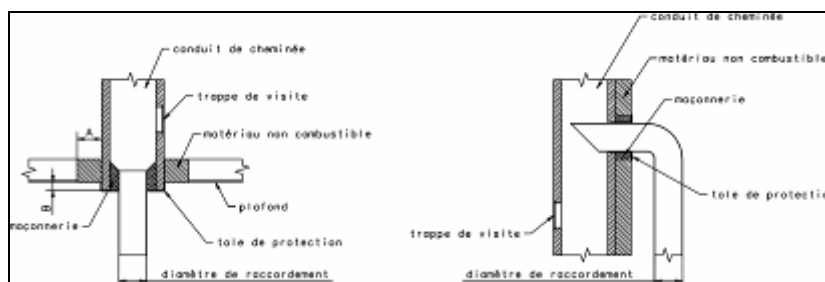 conduit de cheminée
trappe de visite
matériau non combustible
A
B
plafond
maçonnerie
tole de protection
diamètre de raccordement
conduit de cheminée
matériau non combustible
maçonnerie
tole de protection
trappe de visite
diamètre de raccordement